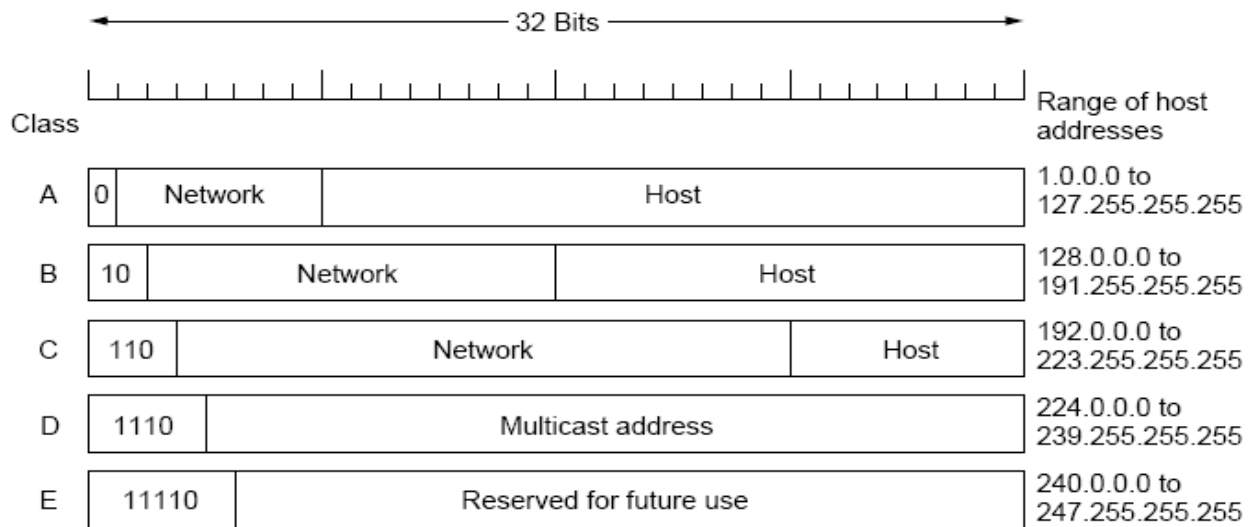 32 Bits
Class
Range of host
addresses
A
0
Network
Host
1.0.0.0 to
127.255.255.255
B
10
Network
Host
128.0.0.0 to
191.255.255.255
C
110
Network
Host
192.0.0.0 to
223.255.255.255
D
1110
Multicast address
224.0.0.0 to
239.255.255.255
E
11110
Reserved for future use
240.0.0.0 to
247.255.255.255